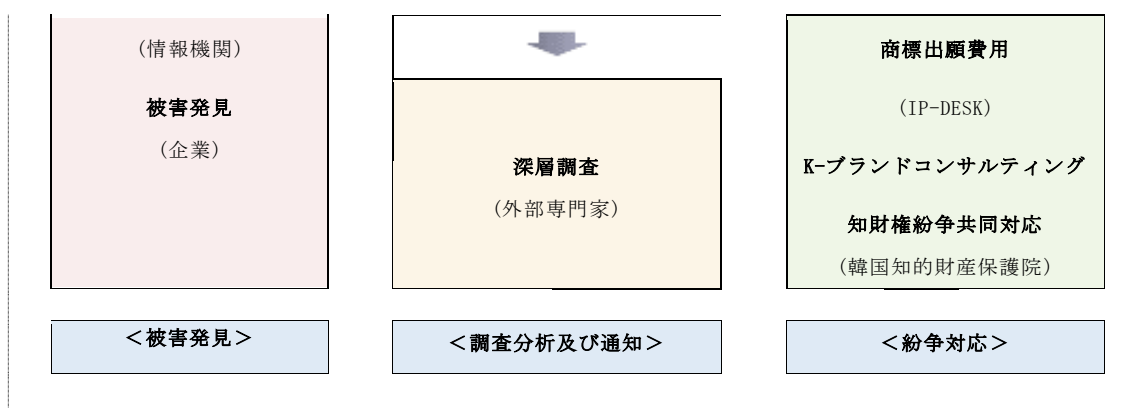 (情報機関)
被害発見
(企業)
深層調査
(外部専門家)
商標出願費用
(IP-DESK)
K-ブランドコンサルティング
知財権紛争共同対応
(韓国知的財産保護院)
＜被害発見＞
＜調査分析及び通知＞
＜紛争対応＞